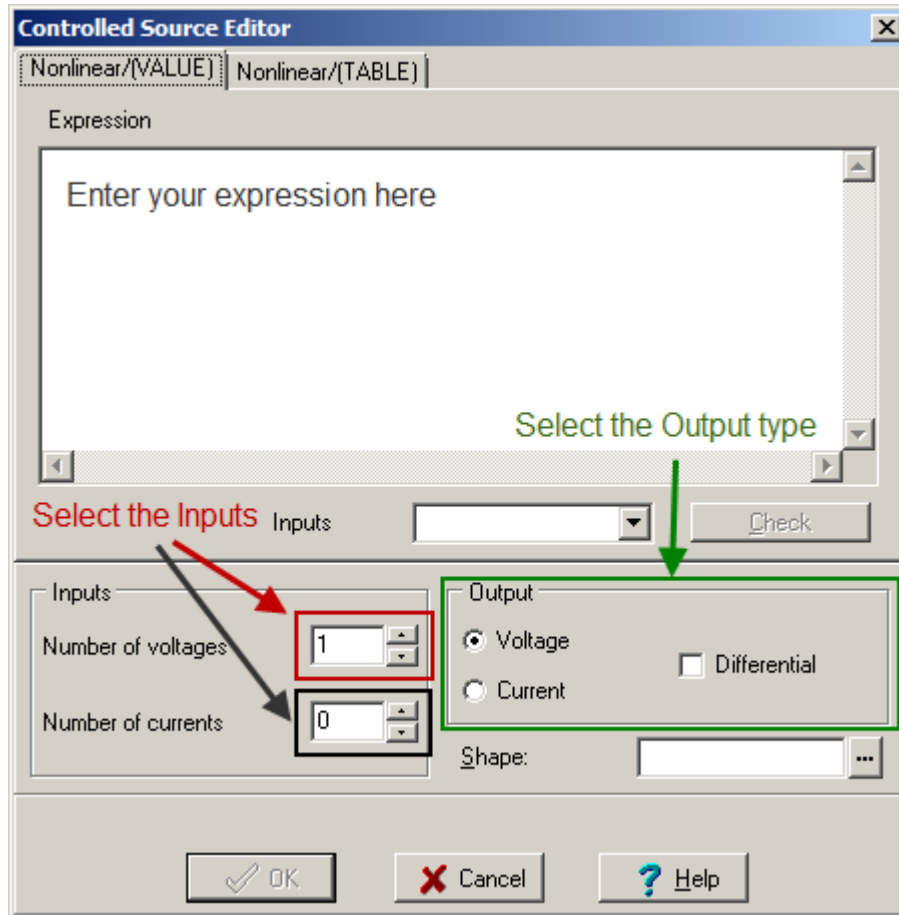 Controlled Source Editor
Nonlinear/(VALUE) Nonlinear/(TABLE)
Expression
Enter your expression here
Select the Output type
Select the Inputs Inputs Check
Inputs Output
Number of voltages 1 Voltage Differential
Number of currents 0 Current
Shape: ...
OK Cancel ? Help